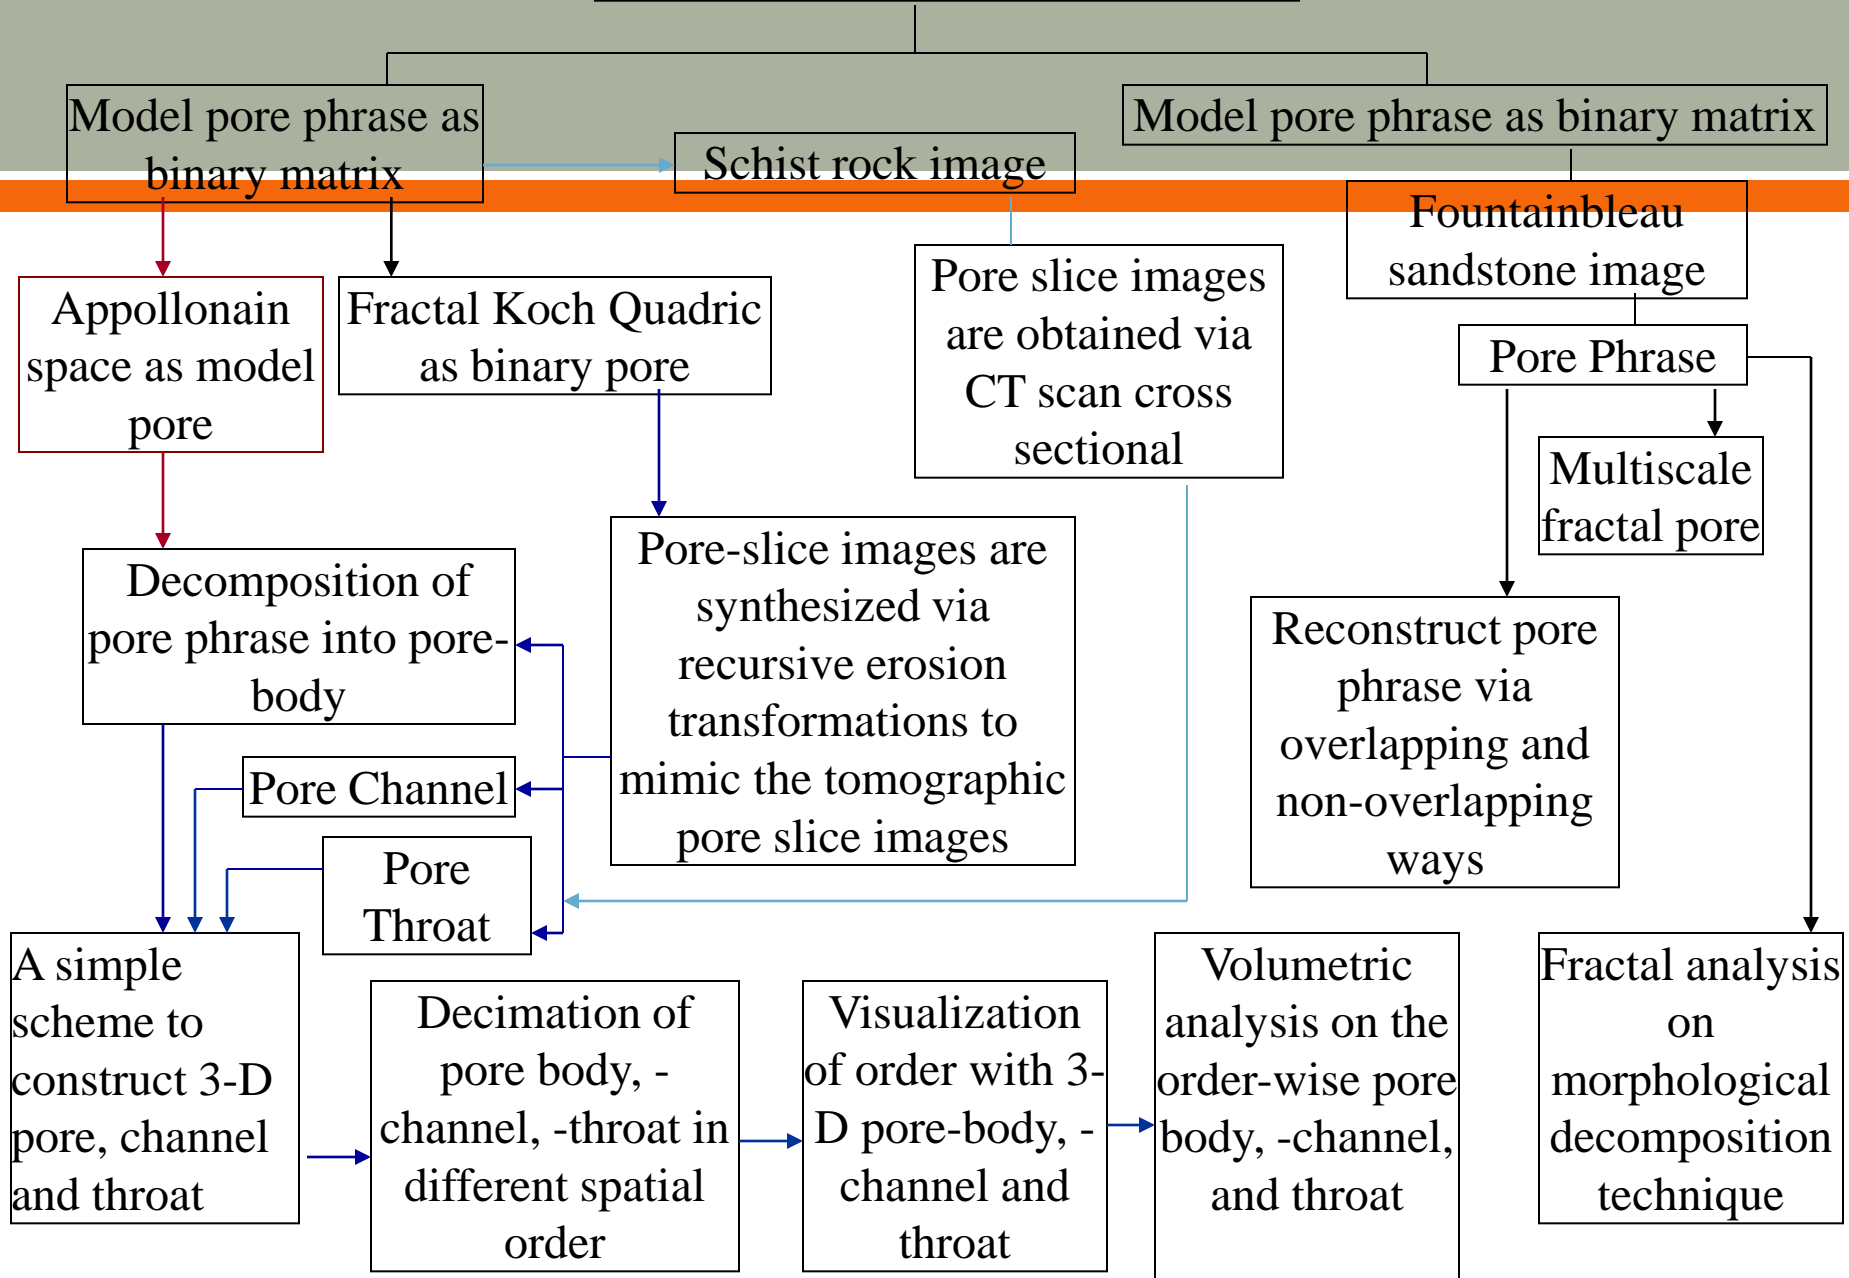 Model pore phrase as
binary matrix
Schist rock image
Model pore phrase as binary matrix
Fountainbleau
sandstone image
Appollonain
space as model
pore
Fractal Koch Quadric
as binary pore
Pore slice images
are obtained via
CT scan cross
sectional
Pore Phrase
Multiscale
fractal pore
Decomposition of
pore phrase into pore-
body
Pore-slice images are
synthesized via
recursive erosion
transformations to
mimic the tomographic
pore slice images
Reconstruct pore
phrase via
overlapping and
non-overlapping
ways
Pore Channel
Pore
Throat
A simple
scheme to
construct 3-D
pore, channel
and throat
Decimation of
pore body, -
channel, -throat in
different spatial
order
Visualization
of order with 3-
D pore-body, -
channel and
throat
Volumetric
analysis on the
order-wise pore
body, -channel,
and throat
Fractal analysis
on
morphological
decomposition
technique